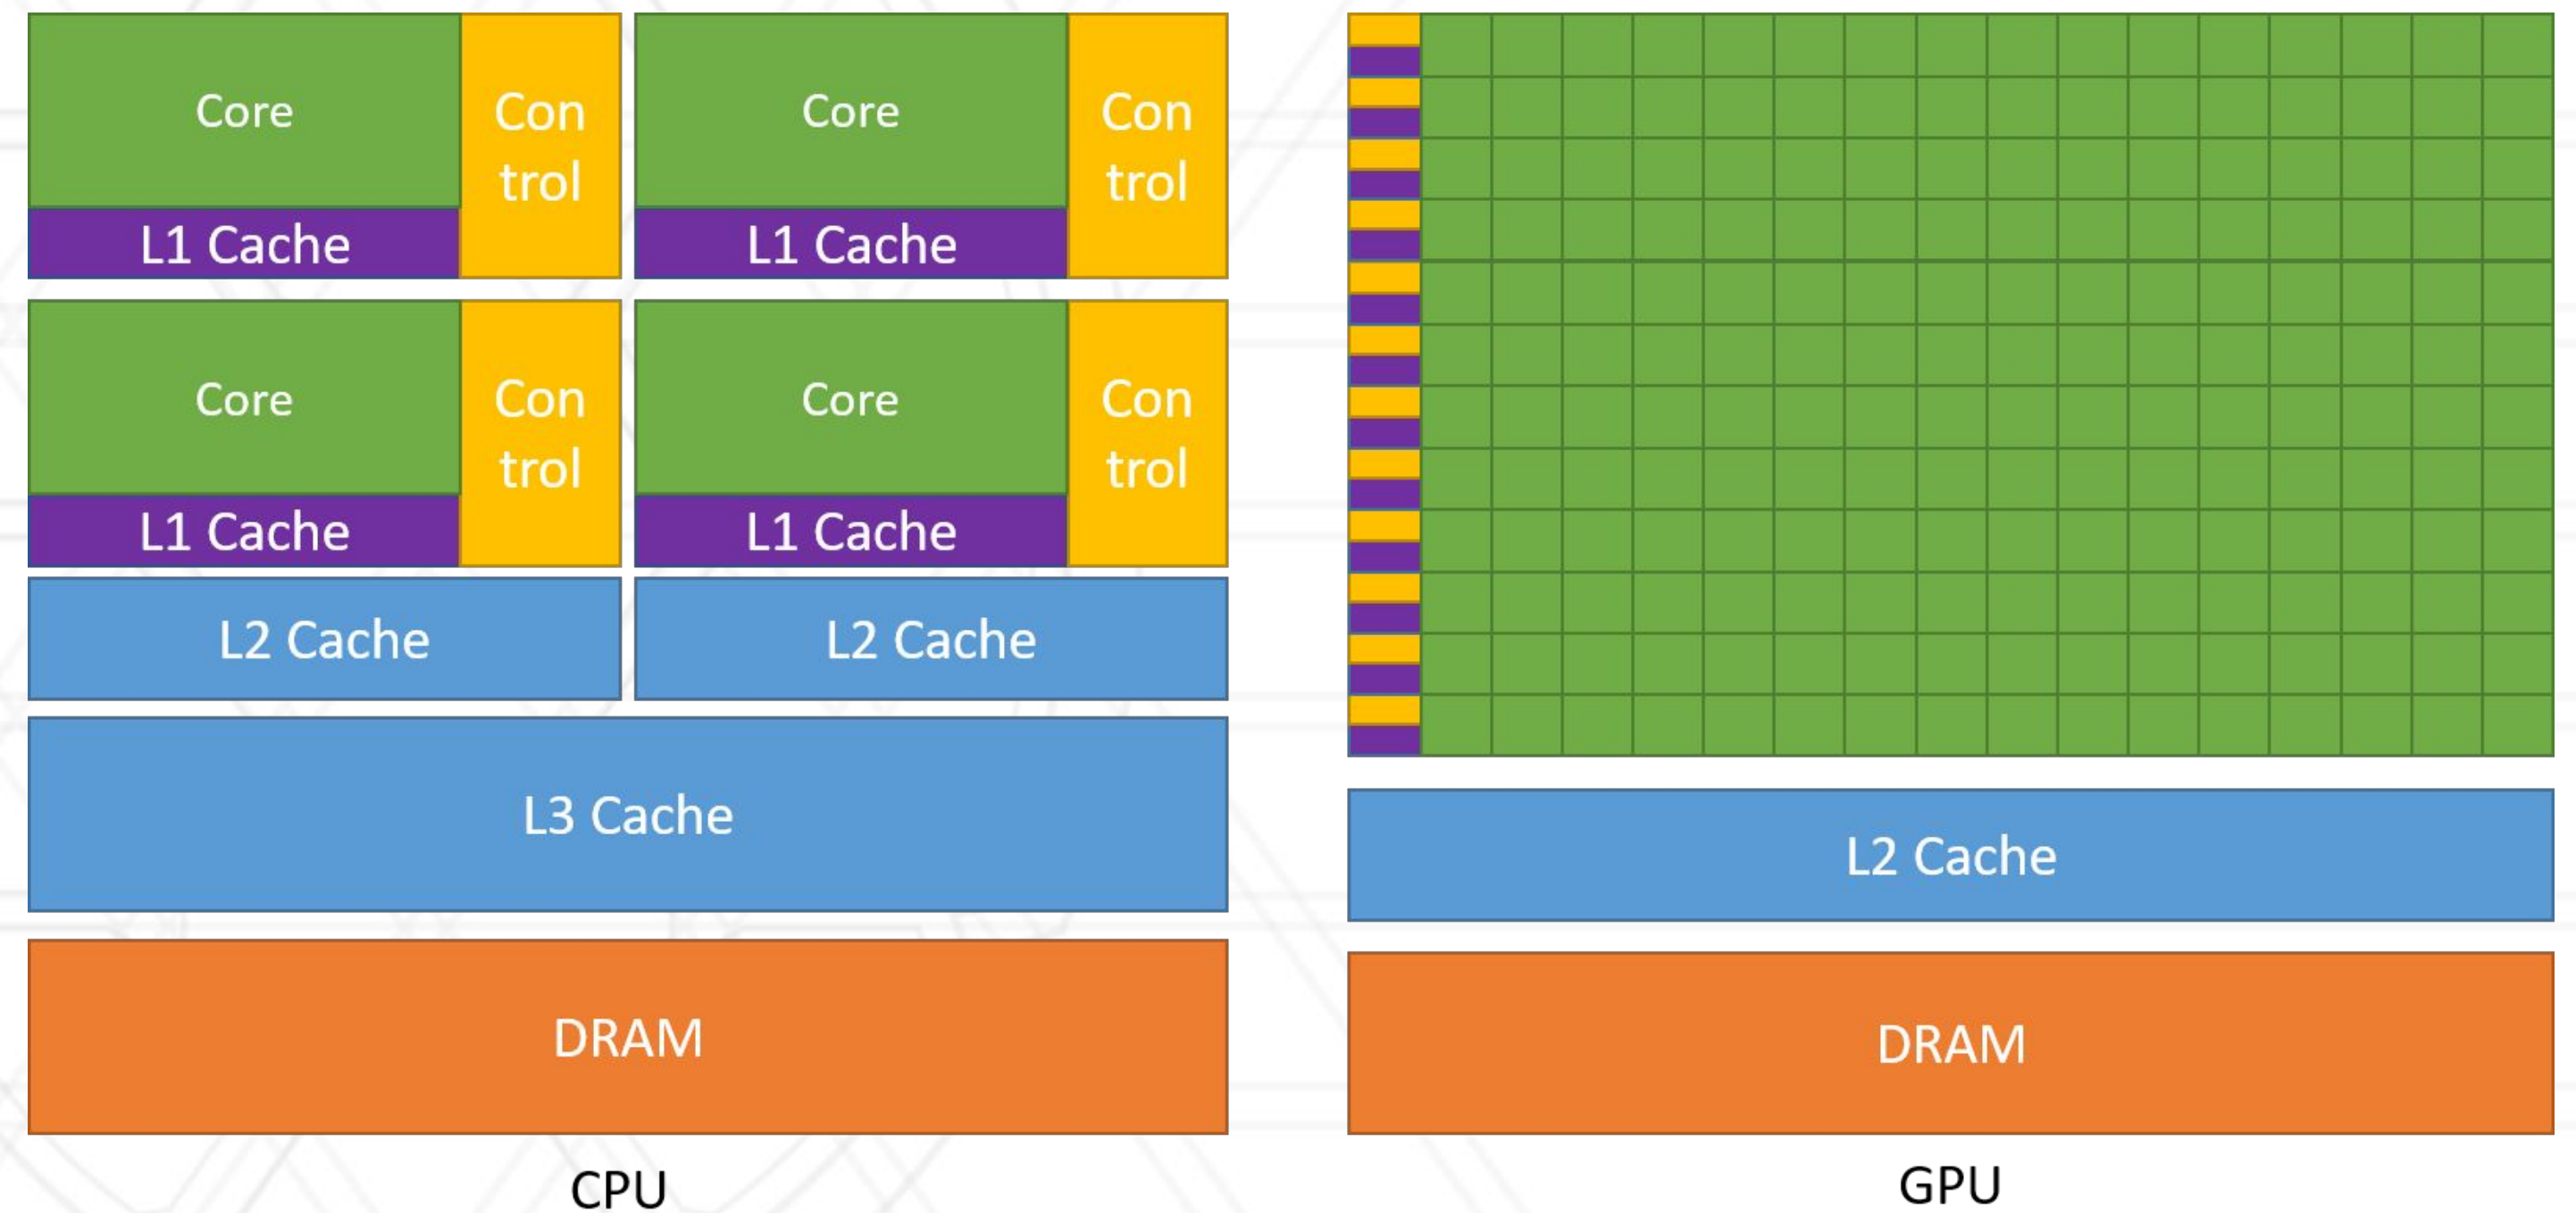 Core
Con
trol
L1 Cache
Core
Con
trol
L1 Cache
Core
Con
trol
L1 Cache
Core
Con
trol
L1 Cache
L2 Cache
L2 Cache
L3 Cache
DRAM
CPU
L2 Cache
DRAM
GPU